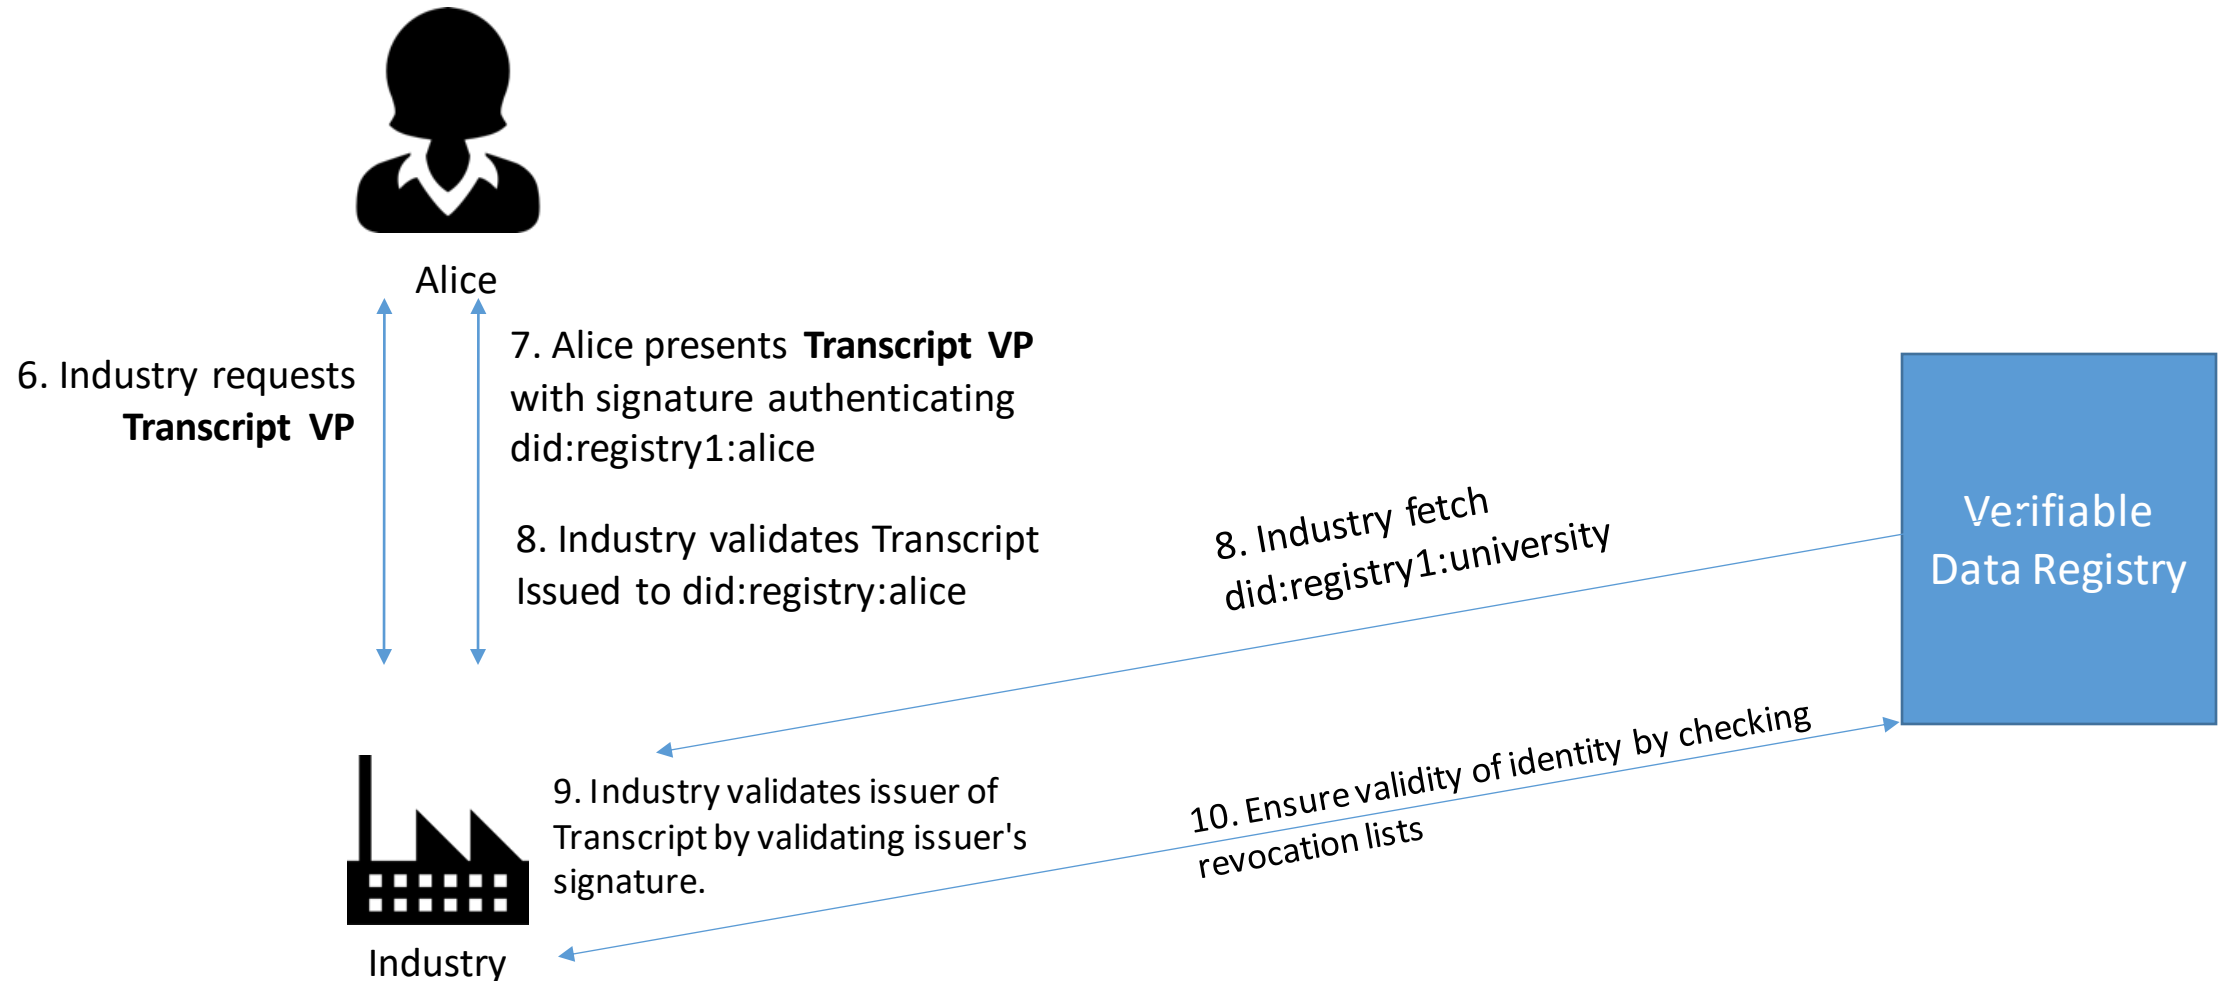 Alice
6. Industry requests
Transcript VP
7. Alice presents Transcript VP
with signature authenticating
did:registry1:alice
8. Industry validates Transcript
Issued to did:registry:alice
8. Industry fetch
did:registry1:university
Verifiable
Data Registry
9. Industry validates issuer of
Transcript by validating issuer's
signature.
10. Ensure validity of identity by checking
revocation lists
Industry